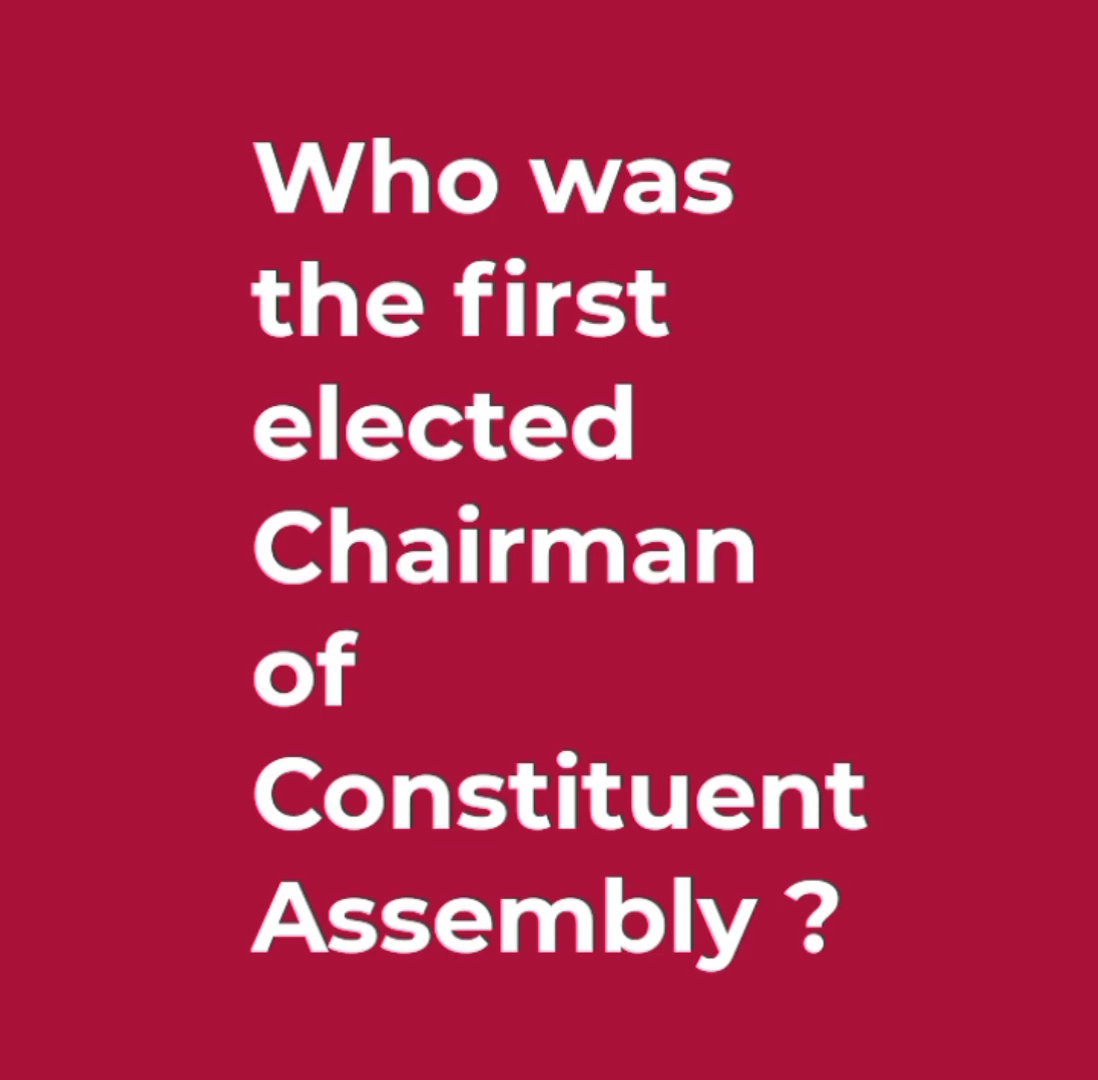 Who was
the first
elected
Chairman
of
Constituent
Assembly ?